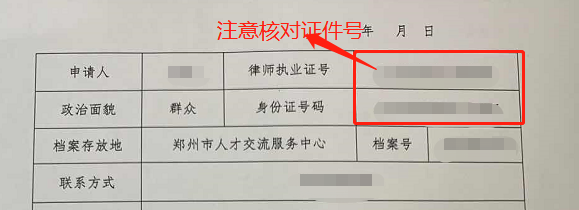 注意核对证件号
年 月 日
申请人 律师执业证号
政治面貌 群众 身份证号码
档案存放地 郑州市人才交流服务中心 档案号
联系方式